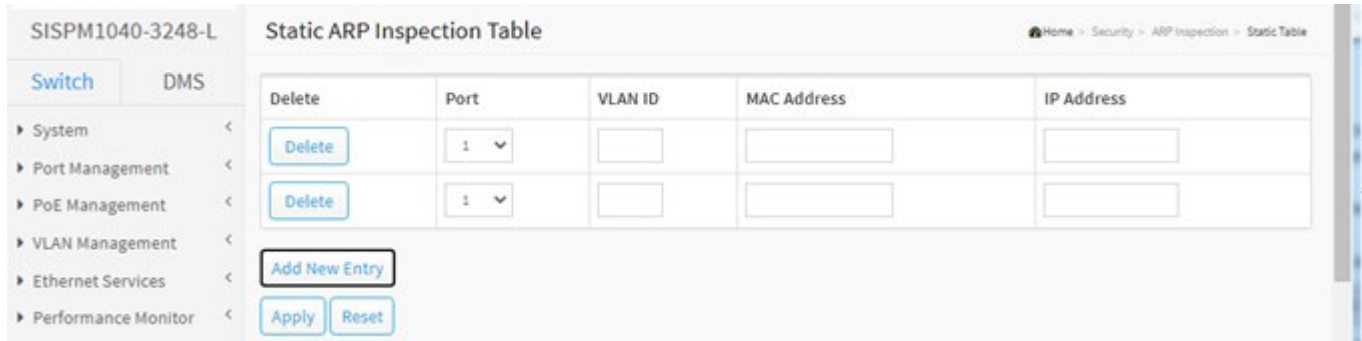 SISPM1040-3248-L
Static ARP Inspection Table
Home > Security > ARP Inspection > Static Table
Switch DMS
Delete Port VLAN ID MAC Address IP Address
System
Delete 1
Port Management
PoE Management
Delete 1
VLAN Management
Add New Entry
Ethernet Services
Performance Monitor
Apply Reset